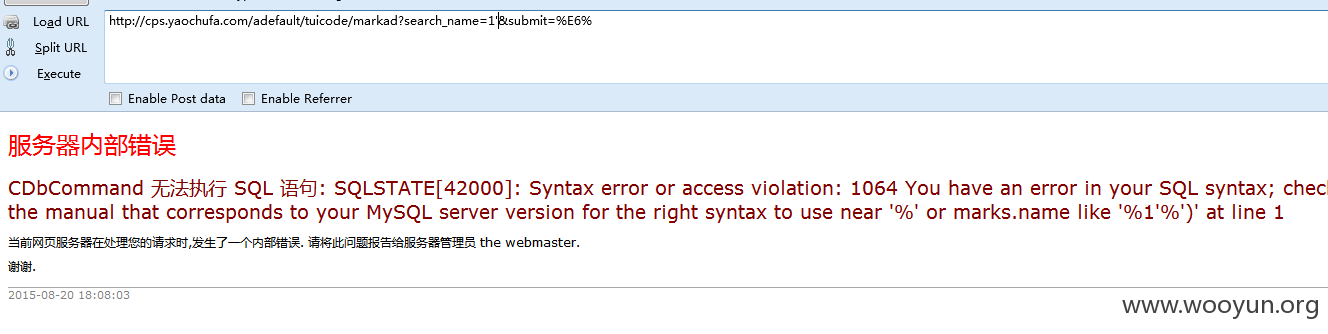 Load URL
http://cps.yaochufa.com/adefault/tuicode/markad?search_name=1'&submit=%E6%
Split URL
Execute
Enable Post data
Enable Referrer
服务器内部错误
CDbCommand 无法执行 SQL 语句: SQLSTATE[42000]: Syntax error or access violation: 1064 You have an error in your SQL syntax; chec
the manual that corresponds to your MySQL server version for the right syntax to use near '%' or marks.name like '%1'%')' at line 1
当前网页服务器在处理您的请求时,发生了一个内部错误. 请将此问题报告给服务器管理员 the webmaster.
谢谢.
2015-08-20 18:08:03
www.wooyun.org